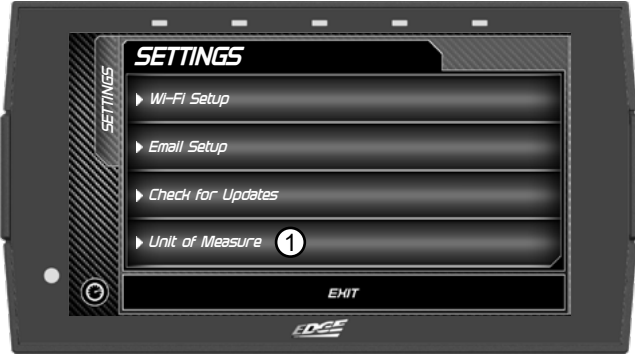 SETTINGS
SETTINGS
Wi-Fi Setup
Email Setup
Check for Updates
Unit of Measure 1
EXIT
EDGE